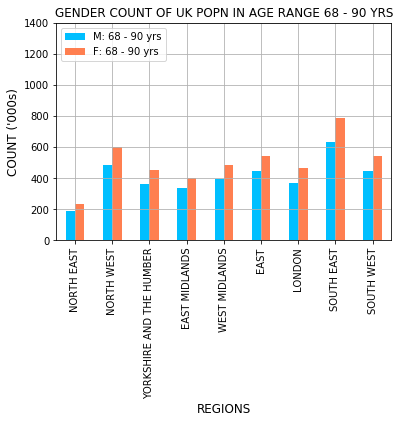 GENDER COUNT OF UK POPN IN AGE RANGE 68 - 90 YRS
M: 68 - 90 yrs
F: 68 - 90 yrs
COUNT ('000s)
1400
1200
1000
800
600
400
200
0
NORTH EAST
NORTH WEST
YORKSHIRE AND THE HUMBER
EAST MIDLANDS
WEST MIDLANDS
EAST
LONDON
SOUTH EAST
SOUTH WEST
REGIONS